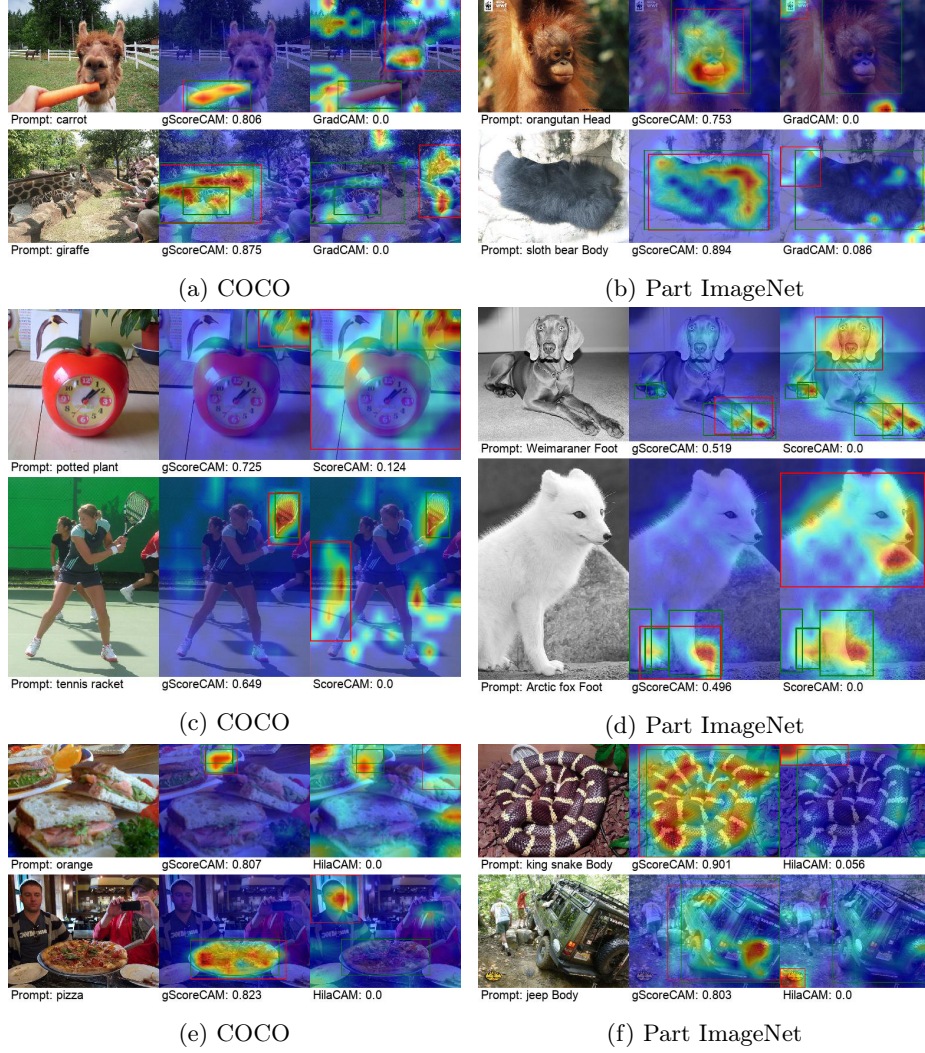 WWF
Prompt: carrot gScoreCAM: 0.806 GradCAM: 0.0
Prompt: giraffe gScoreCAM: 0.875 GradCAM: 0.0
(a) COCO
Prompt: orangutan Head gScoreCAM: 0.753 GradCAM: 0.0
Prompt: sloth bear Body gScoreCAM: 0.894 GradCAM: 0.086
(b) Part ImageNet
Prompt: potted plant gScoreCAM: 0.725 ScoreCAM: 0.124
Prompt: tennis racket gScoreCAM: 0.649 ScoreCAM: 0.0
(c) COCO
Prompt: Weimaraner Foot gScoreCAM: 0.519 ScoreCAM: 0.0
Prompt: Arctic fox Foot gScoreCAM: 0.496 ScoreCAM: 0.0
(d) Part ImageNet
Prompt: orange gScoreCAM: 0.807 HilaCAM: 0.0
Prompt: pizza gScoreCAM: 0.823 HilaCAM: 0.0
(e) COCO
Prompt: king snake Body gScoreCAM: 0.901 HilaCAM: 0.056
Prompt: jeep Body gScoreCAM: 0.803 HilaCAM: 0.0
(f) Part ImageNet